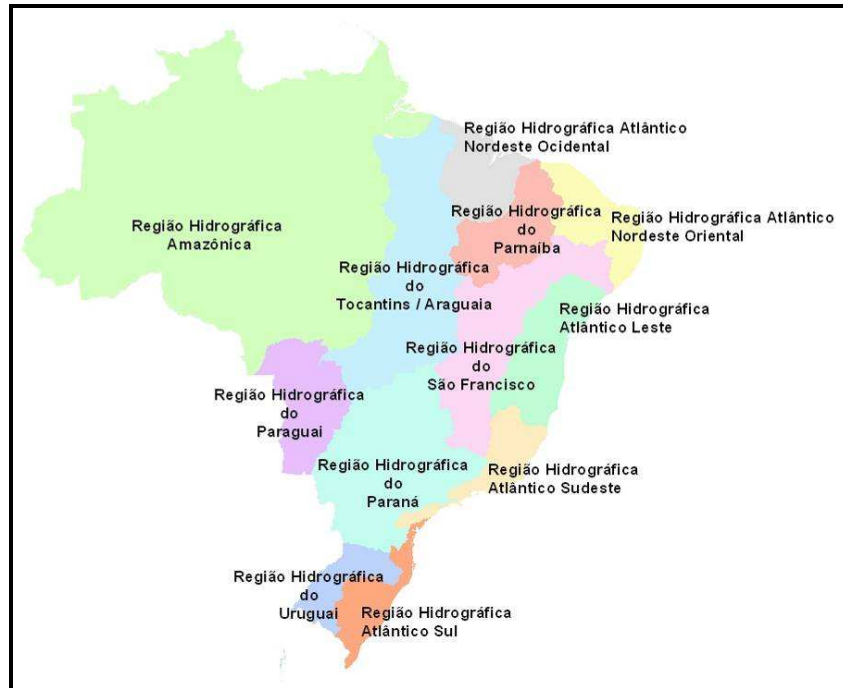 Região Hidrográfica Atlântico
Nordeste Ocidental
Região Hidrográfica
Amazônica
Região Hidrográfica
do
Parnaíba
Região Hidrográfica Atlântico
Nordeste Oriental
Região Hidrográfica
do
Tocantins / Araguaia
Região Hidrográfica
Atlântico Leste
Região Hidrográfica
do
São Francisco
Região Hidrográfica
do
Paraguai
Região Hidrográfica
do
Paraná
Região Hidrográfica
Atlântico Sudeste
Região Hidrográfica
do
Uruguai
Região Hidrográfica
Atlântico Sul